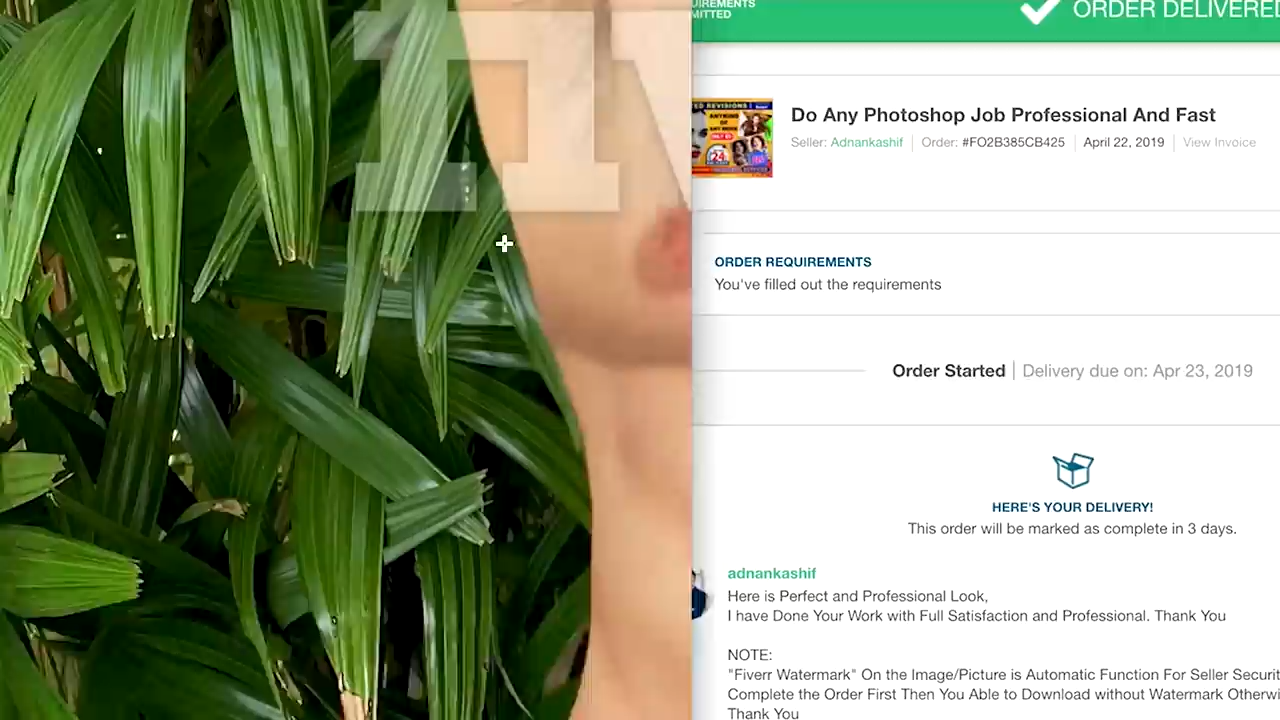 UIREMENTS
MITTED
ORDER DELIVERED
Do Any Photoshop Job Professional And Fast
Seller: Adnankashif | Order: #FO2B385CB425 | April 22, 2019 | View Invoice
ORDER REQUIREMENTS
You've filled out the requirements
Order Started | Delivery due on: Apr 23, 2019
HERE'S YOUR DELIVERY!
This order will be marked as complete in 3 days.
adnankashif
Here is Perfect and Professional Look,
I have Done Your Work with Full Satisfaction and Professional. Thank You
NOTE:
"Fiverr Watermark" On the Image/Picture is Automatic Function For Seller Securit
Complete the Order First Then You Able to Download without Watermark Otherwi
Thank You